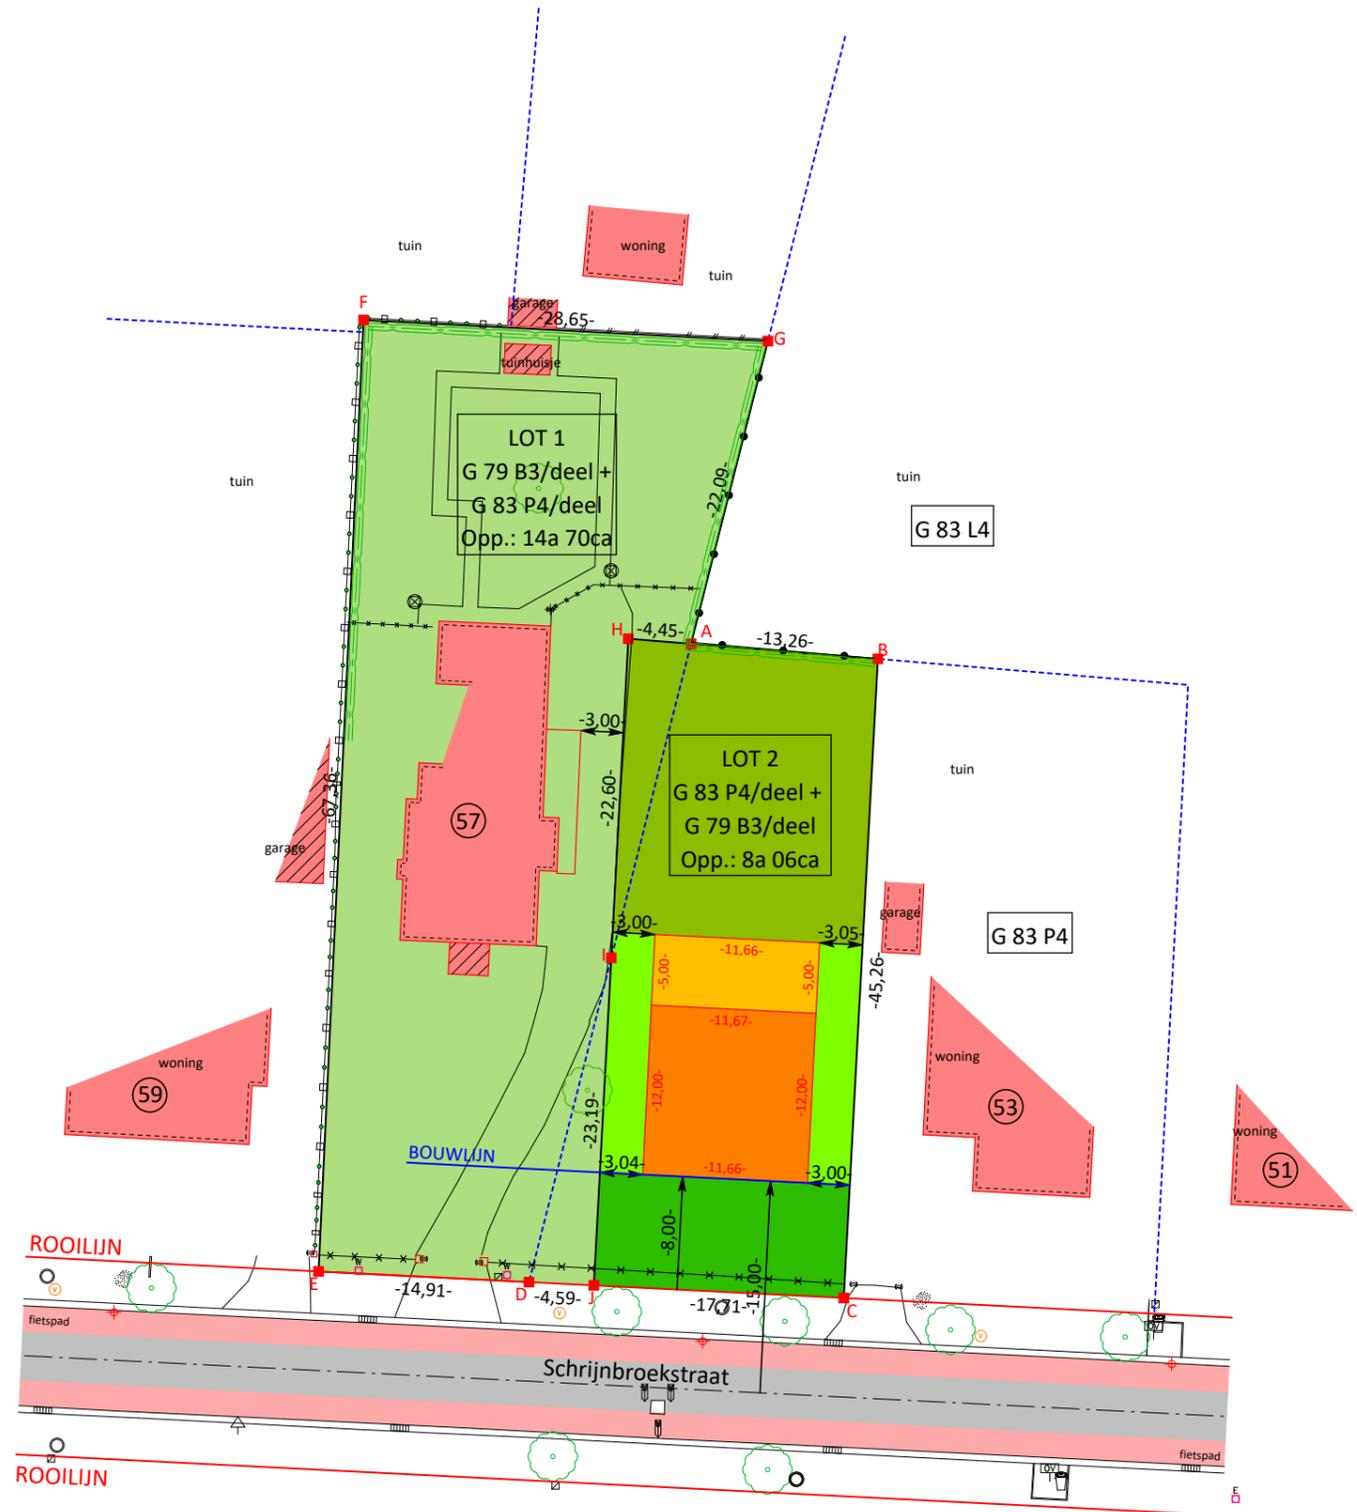 woning
tuin
tuin
F
garage
-28,65-
G
tuinhuisje
LOT 1
G 79 B3/deel +
G 83 P4/deel
Opp.: 14a 70ca
tuin
-22,09-
tuin
G 83 L4
H
-4,45-
A
-13,26-
B
-3,00-
LOT 2
G 83 P4/deel +
G 79 B3/deel
Opp.: 8a 06ca
tuin
-67,36-
-22,60-
57
garage
garage
G 83 P4
-3,00-
-3,05-
-11,66-
I
-5,00-
-5,00-
-45,26-
-11,67-
woning
59
woning
53
-12,00-
-12,00-
woning
51
-23,19-
BOUWLIJN
-3,04-
-11,66-
-3,00-
-8,00-
-15,00-
ROOILIJN
W
W
E
-14,91-
D
-4,59-
J
-17,71-
C
V
V
V
OV
fietspad
Schrijnbroekstraat
fietspad
ROOILIJN
OV
E